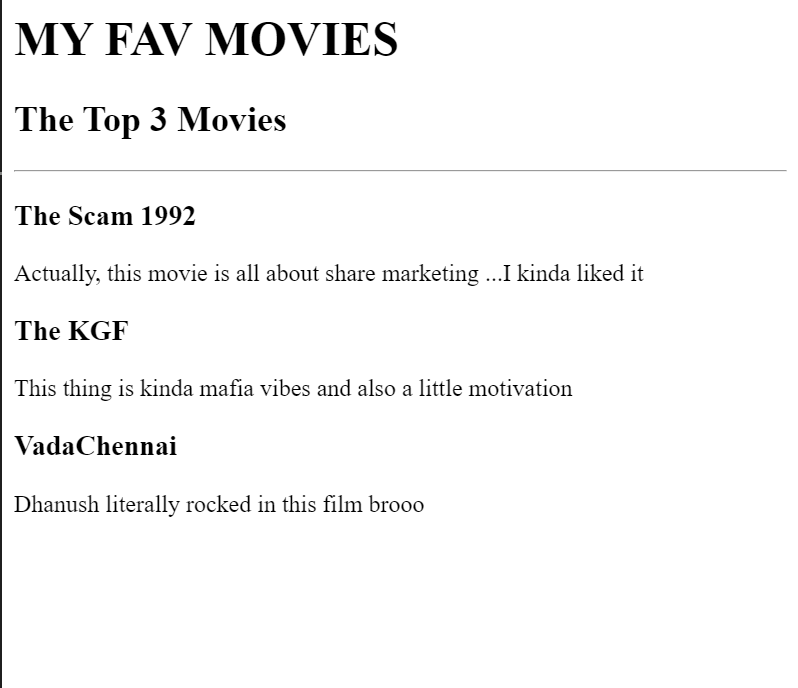 MY FAV MOVIES
The Top 3 Movies
The Scam 1992
Actually, this movie is all about share marketing ...I kinda liked it
The KGF
This thing is kinda mafia vibes and also a little motivation
VadaChennai
Dhanush literally rocked in this film brooo